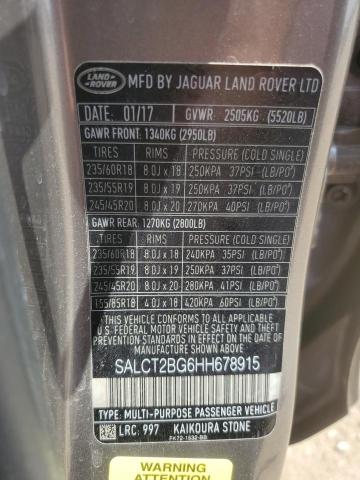 LAND ROVER
MFD BY JAGUAR LAND ROVER LTD
DATE: 01/17 GVWR 2505KG (5520LB)
GAWR FRONT: 1340KG (2950LB)
TIRES RIMS PRESSURE (COLD SINGLE)
235/60R18 8.0J x 18 250KPA 37PSI (LB/PO²)
235/55R19 8.0J x 19 250KPA 37PSI (LB/PO²)
245/45R20 8.0J x 20 270KPA 40PSI (LB/PO²)
GAWR REAR: 1270KG (2800LB)
TIRES RIMS PRESSURE (COLD SINGLE)
235/60R18 8.0J x 18 240KPA 35PSI (LB/PO²)
235/55R19 8.0J x 19 250KPA 37PSI (LB/PO²)
245/45R20 8.0J x 20 280KPA 41PSI (LB/PO²)
155/85R18 4.0J x 18 420KPA 60PSI (LB/PO²)
THIS VEHICLE CONFORMS TO ALL APPLICABLE
U.S. FEDERAL MOTOR VEHICLE SAFETY, BUMPER
AND THEFT PREVENTION STANDARDS IN EFFECT ON
THE DATE OF MANUFACTURE SHOWN ABOVE.
SALCT2BG6HH678915
TYPE: MULTI-PURPOSE PASSENGER VEHICLE
LRC: 997 KAIKOURA STONE
FK72-1532-BB
WARNING